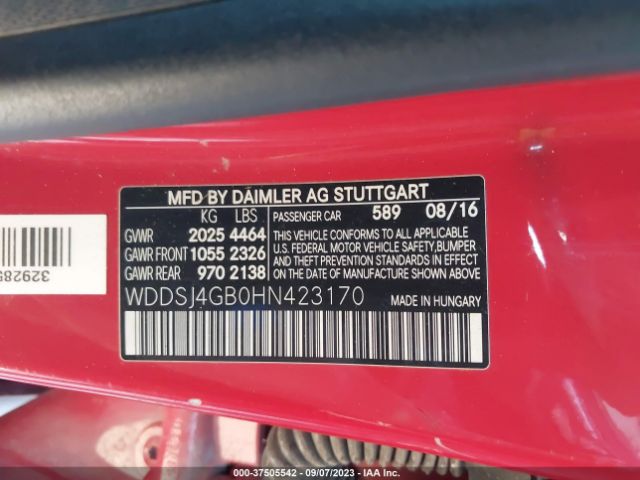 MFD BY DAIMLER AG STUTTGART
KG LBS PASSENGER CAR 589 08/16
GVWR 2025 4464
GAWR FRONT 1055 2326
GAWR REAR 970 2138
THIS VEHICLE CONFORMS TO ALL APPLICABLE
U.S. FEDERAL MOTOR VEHICLE SAFETY, BUMPER
AND THEFT PREVENTION STANDARDS
IN EFFECT ON THE DATE OF
MANUFACTURE SHOWN ABOVE.
WDDSJ4GB0HN423170 MADE IN HUNGARY
© - 37505542 - 09/07/2023 - IAA Inc.